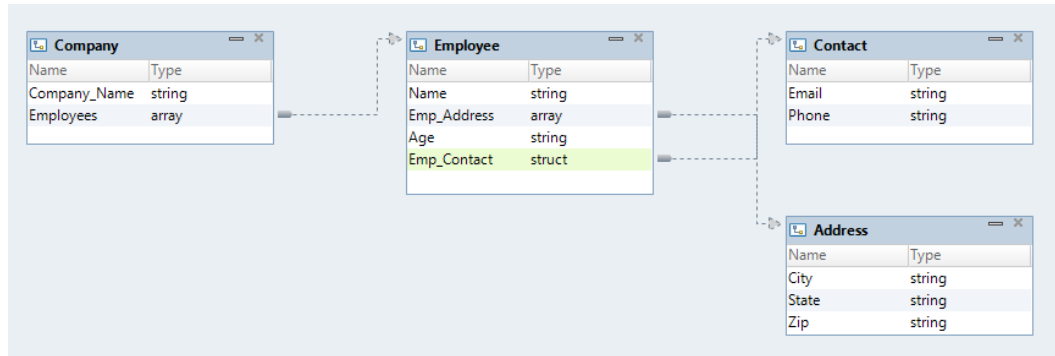 Company
Name Type
Company_Name string
Employees array
Employee
Name Type
Name string
Emp_Address array
Age string
Emp_Contact struct
Contact
Name Type
Email string
Phone string
Address
Name Type
City string
State string
Zip string